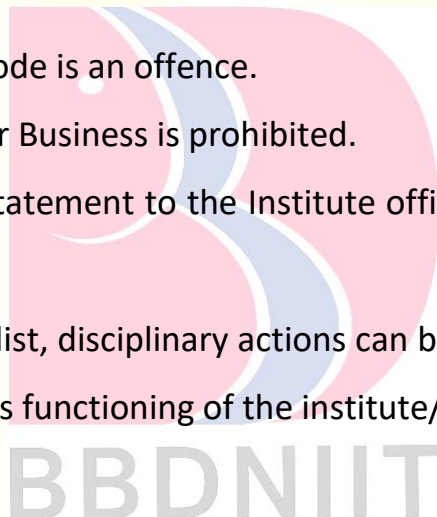 ode is an offence.
r Business is prohibited.
tatement to the Institute offi
list, disciplinary actions can b
s functioning of the institute/
BBDNIIT